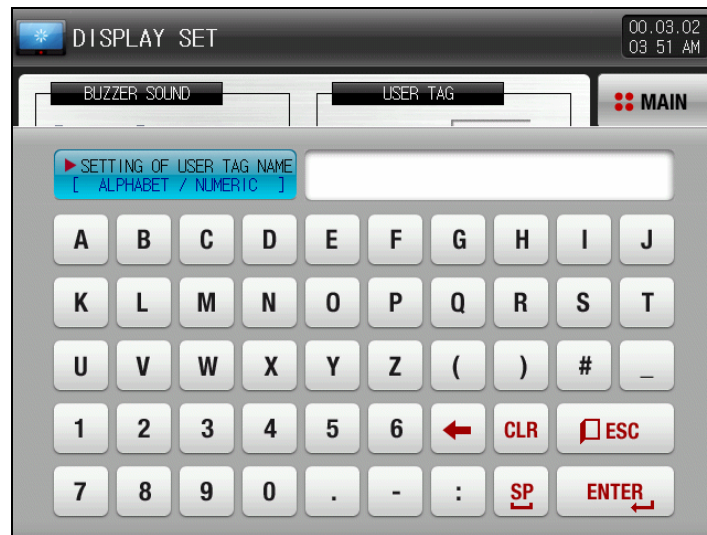 DISPLAY SET
00.03.02
03 51 AM
BUZZER SOUND
USER TAG
MAIN
SETTING OF USER TAG NAME
[ ALPHABET / NUMERIC ]
A B C D E F G H I J
K L M N O P Q R S T
U V W X Y Z ( ) # _
1 2 3 4 5 6 CLR ESC
7 8 9 0 . - : SP ENTER